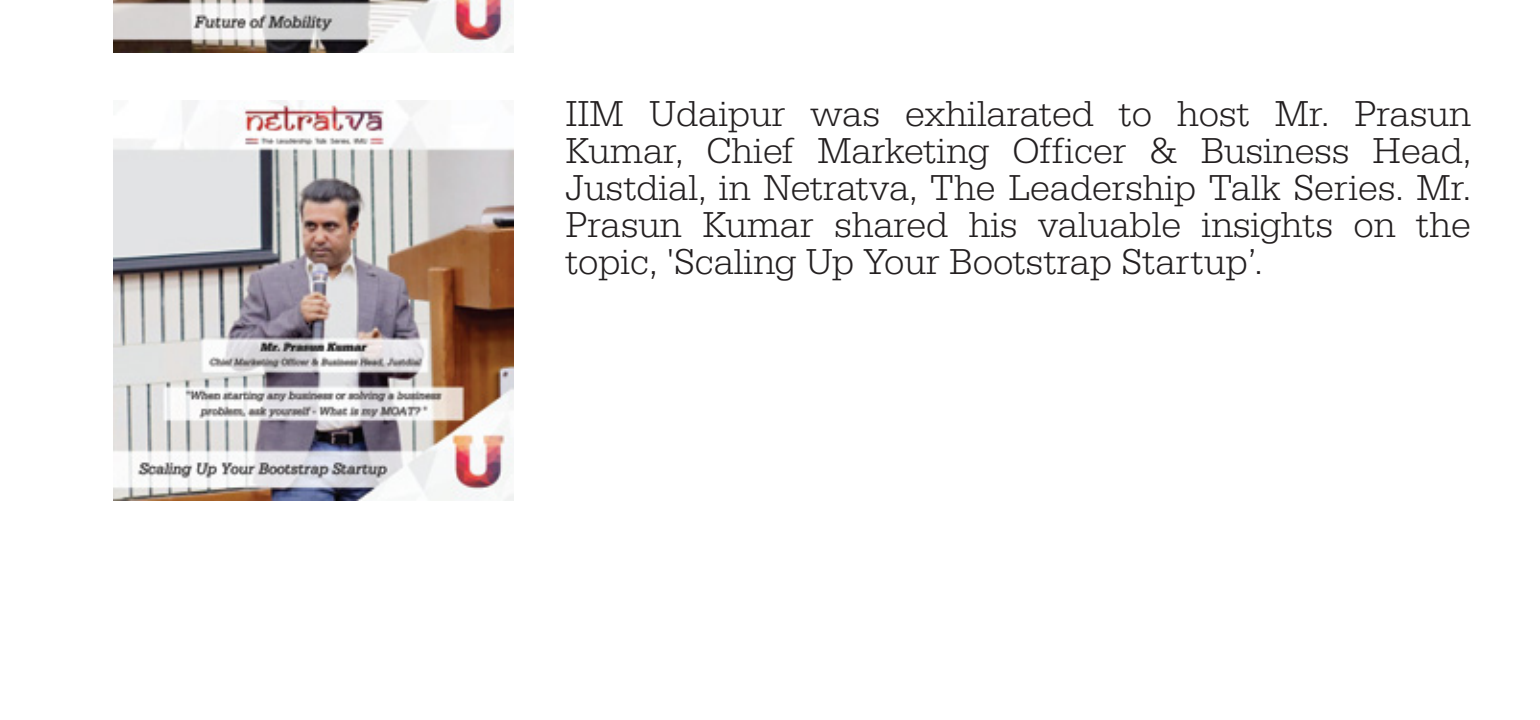 Future of Mobility
netratva
The Leadership Talk Series, IIMU
Mr. Prasun Kumar
Chief Marketing Officer & Business Head, Justdial
"When starting any business or solving a business
problem, ask yourself - What is my MOAT? "
Scaling Up Your Bootstrap Startup
IIM Udaipur was exhilarated to host Mr. Prasun
Kumar, Chief Marketing Officer & Business Head,
Justdial, in Netratva, The Leadership Talk Series. Mr.
Prasun Kumar shared his valuable insights on the
topic, 'Scaling Up Your Bootstrap Startup’.